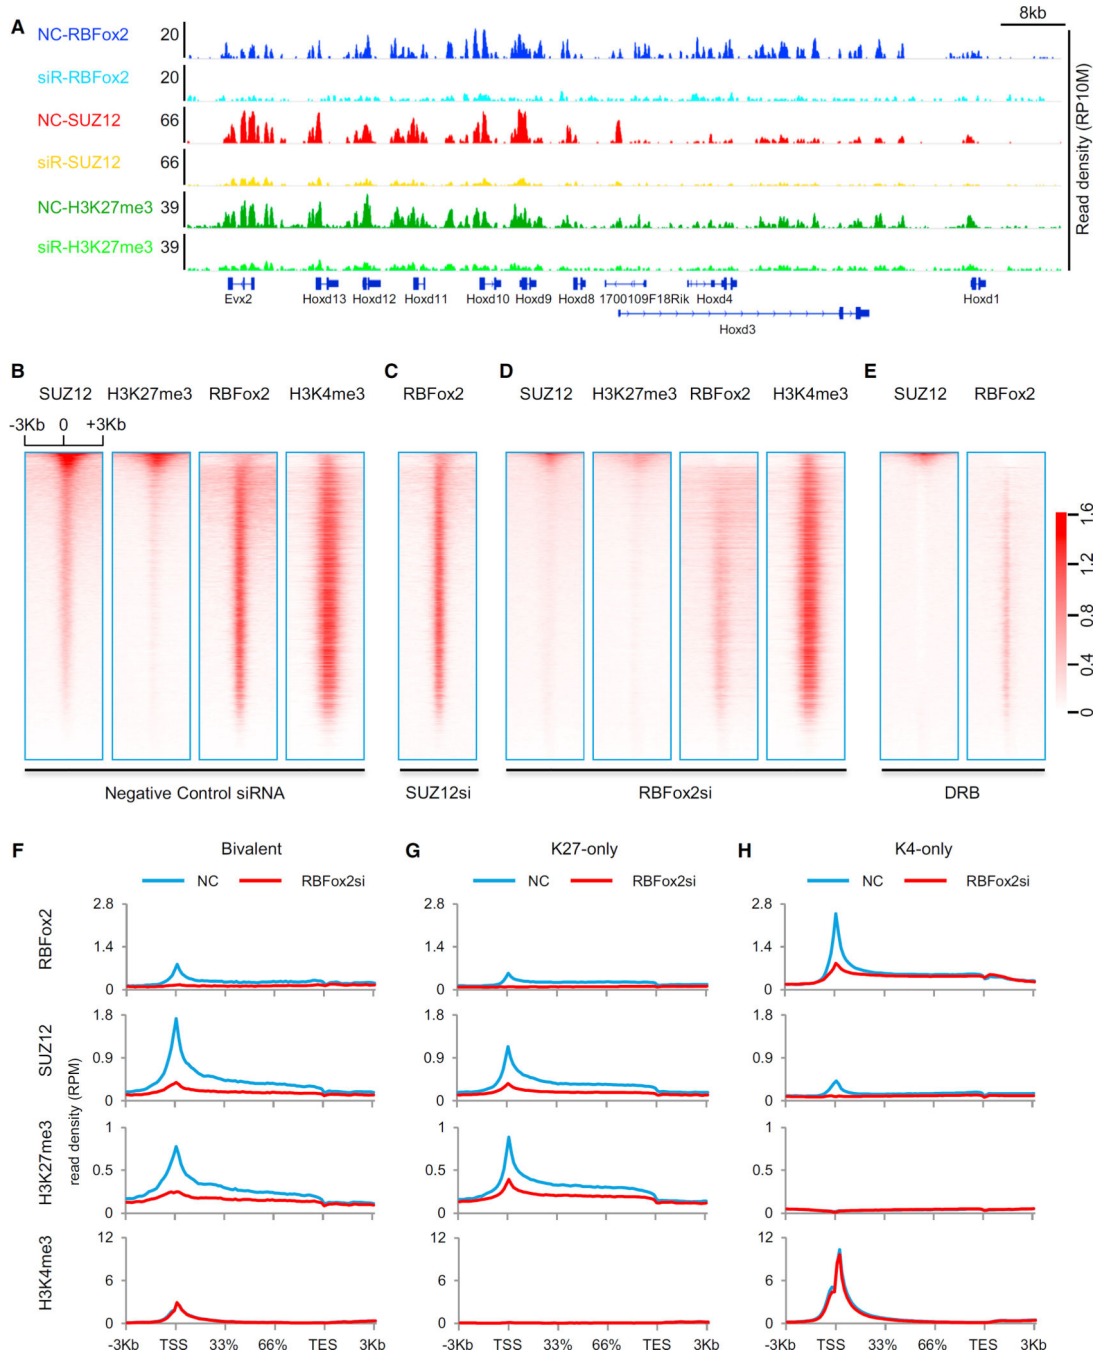 A
8kb
NC-RBFox2 20
siR-RBFox2 20
NC-SUZ12 66
siR-SUZ12 66
NC-H3K27me3 39
siR-H3K27me3 39
Read density (RP10M)
Evx2 Hoxd13 Hoxd12 Hoxd11 Hoxd10 Hoxd9 Hoxd8 1700109F18Rik Hoxd4 Hoxd1
Hoxd3
B C D E
SUZ12 H3K27me3 RBFox2 H3K4me3 RBFox2 SUZ12 H3K27me3 RBFox2 H3K4me3 SUZ12 RBFox2
-3Kb 0 +3Kb
1.6
1.2
0.8
0.4
0
Negative Control siRNA SUZ12si RBFox2si DRB
F Bivalent G K27-only H K4-only
NC RBFox2si NC RBFox2si NC RBFox2si
RBFox2
2.8 2.8 2.8
1.4 1.4 1.4
0 0 0
SUZ12
1.8 1.8 1.8
0.9 0.9 0.9
0 0 0
read density (RPM)
H3K27me3
1 1 1
0.5 0.5 0.5
0 0 0
H3K4me3
12 12 12
6 6 6
0 0 0
-3Kb TSS 33% 66% TES 3Kb -3Kb TSS 33% 66% TES 3Kb -3Kb TSS 33% 66% TES 3Kb